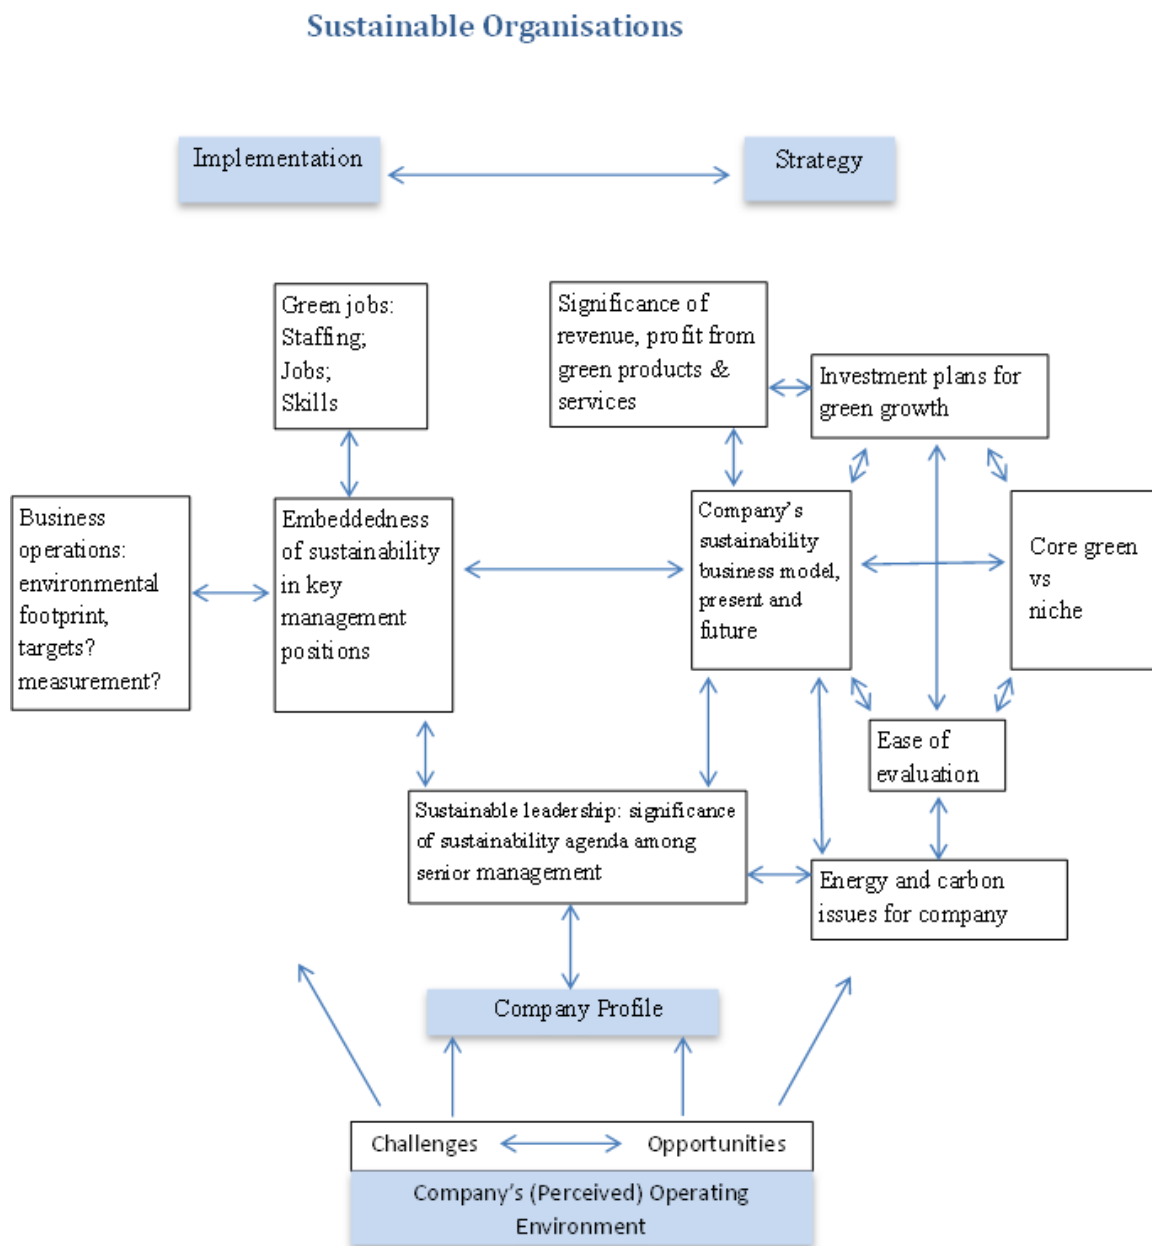 Sustainable Organisations
Implementation
Strategy
Green jobs:
Staffing;
Jobs;
Skills
Significance of
revenue, profit from
green products &
services
Investment plans for
green growth
Business
operations:
environmental
footprint,
targets?
measurement?
Embeddedness
of sustainability
in key
management
positions
Company's
sustainability
business model,
present and
future
Core green
vs
niche
Ease of
evaluation
Sustainable leadership: significance
of sustainability agenda among
senior management
Energy and carbon
issues for company
Company Profile
Challenges
Opportunities
Company's (Perceived) Operating
Environment